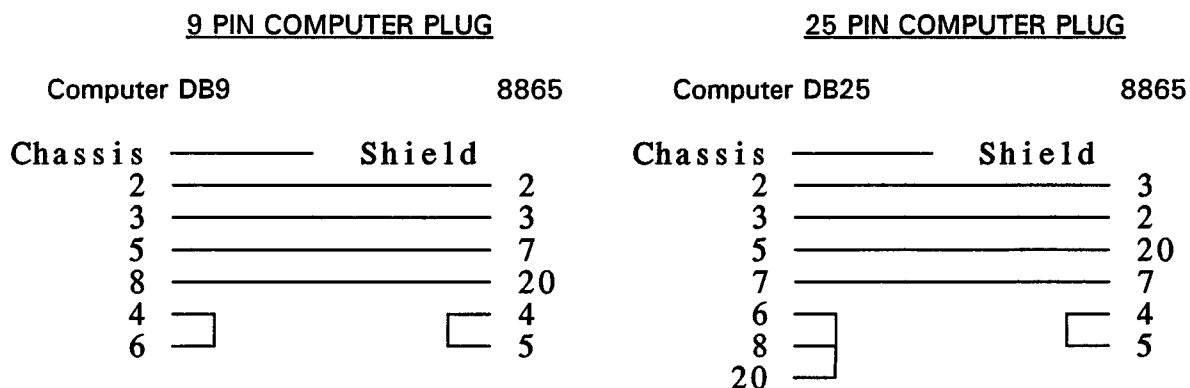 9 PIN COMPUTER PLUG
Computer DB9 8865
Chassis Shield
2 2
3 3
5 7
8 20
4 4
6 5
25 PIN COMPUTER PLUG
Computer DB25 8865
Chassis Shield
2 3
3 2
5 20
7 7
6 4
8 5
20